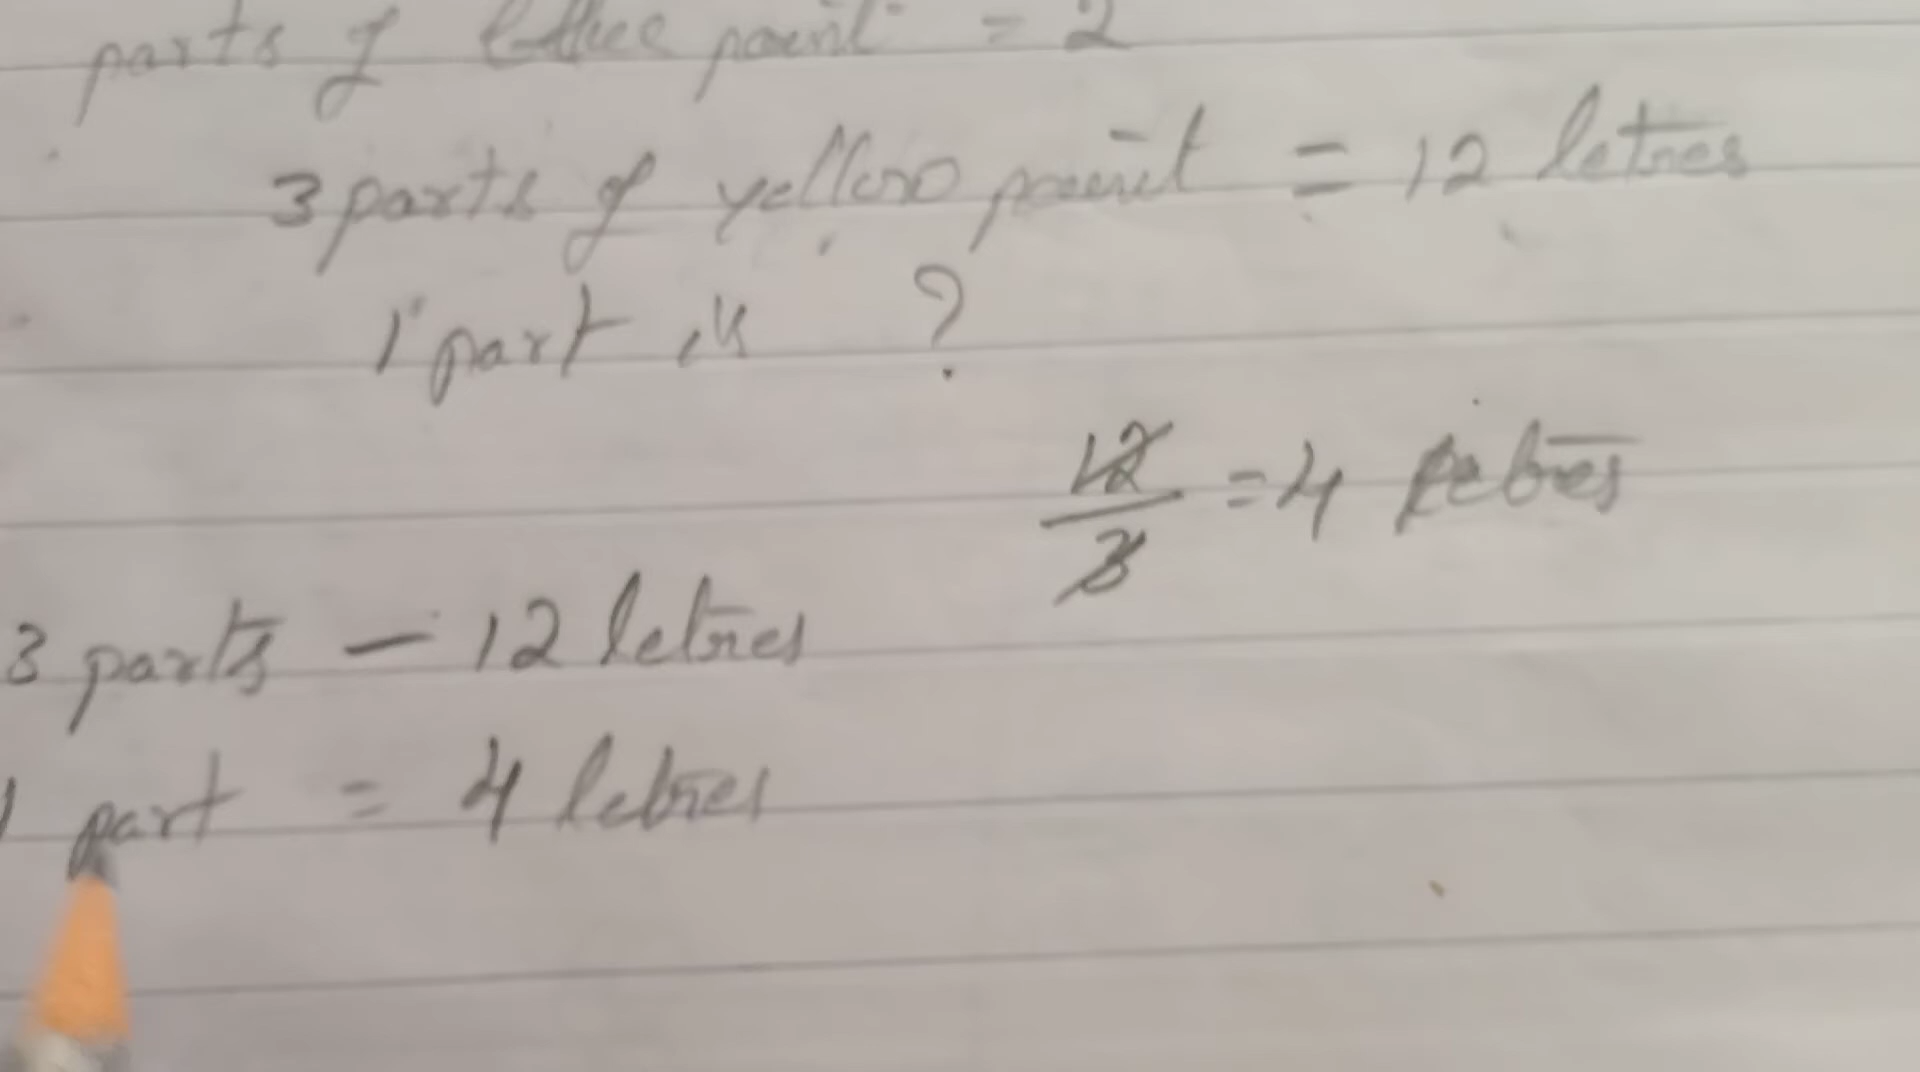 parts of paint = 2
3 parts of yellow paint = 12 letres
1 part is ?
12/3 = 4 letres
3 parts — 12 letres
1 part = 4 letres